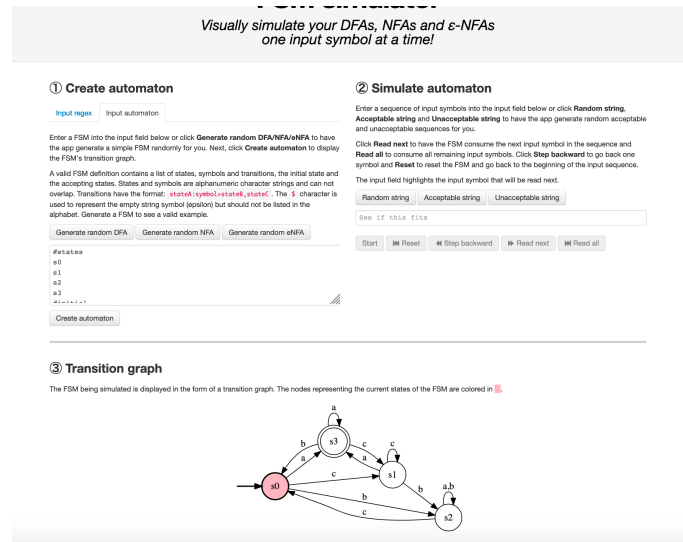 Visually simulate your DFAs, NFAs and ε-NFAs
one input symbol at a time!
① Create automaton
Input regex
Input automaton
Enter a FSM into the input field below or click Generate random DFA/NFA/eNFA to have
the app generate a simple FSM randomly for you. Next, click Create automaton to display
the FSM's transition graph.
A valid FSM definition contains a list of states, symbols and transitions, the initial state and
the accepting states. States and symbols are alphanumeric character strings and can not
overlap. Transitions have the format: stateA:symbol>stateB,stateC. The $ character is
used to represent the empty string symbol (epsilon) but should not be listed in the
alphabet. Generate a FSM to see a valid example.
Generate random DFA
Generate random NFA
Generate random eNFA
#states
s0
s1
s2
s3
Create automaton
② Simulate automaton
Enter a sequence of input symbols into the input field below or click Random string,
Acceptable string and Unacceptable string to have the app generate random acceptable
and unacceptable sequences for you.
Click Read next to have the FSM consume the next input symbol in the sequence and
Read all to consume all remaining input symbols. Click Step backward to go back one
symbol and Reset to reset the FSM and go back to the beginning of the input sequence.
The input field highlights the input symbol that will be read next.
Random string
Acceptable string
Unacceptable string
See if this fits
Start
Reset
Step backward
Read next
Read all
③ Transition graph
The FSM being simulated is displayed in the form of a transition graph. The nodes representing the current states of the FSM are colored in .
a
b
s3
c
c
a
a
s0
c
s1
b
b
a,b
c
s2